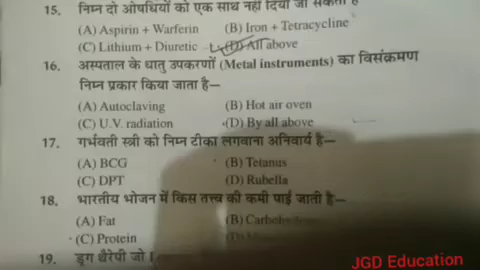 15. निम्न दो ओषधियों को एक साथ नहीं दिया जा सकता है
(A) Aspirin + Warferin (B) Iron + Tetracycline
(C) Lithium + Diuretic (D) All above
16. अस्पताल के धातु उपकरणों (Metal instruments) का विसंक्रमण
निम्न प्रकार किया जाता है—
(A) Autoclaving (B) Hot air oven
(C) U.V. radiation (D) By all above
17. गर्भवती स्त्री को निम्न टीका लगवाना अनिवार्य है—
(A) BCG (B) Tetanus
(C) DPT (D) Rubella
18. भारतीय भोजन में किस तत्त्व की कमी पाई जाती है—
(A) Fat (B)
(C) Protein (D)
19. ड्रग थैरेपी जो
JGD Education